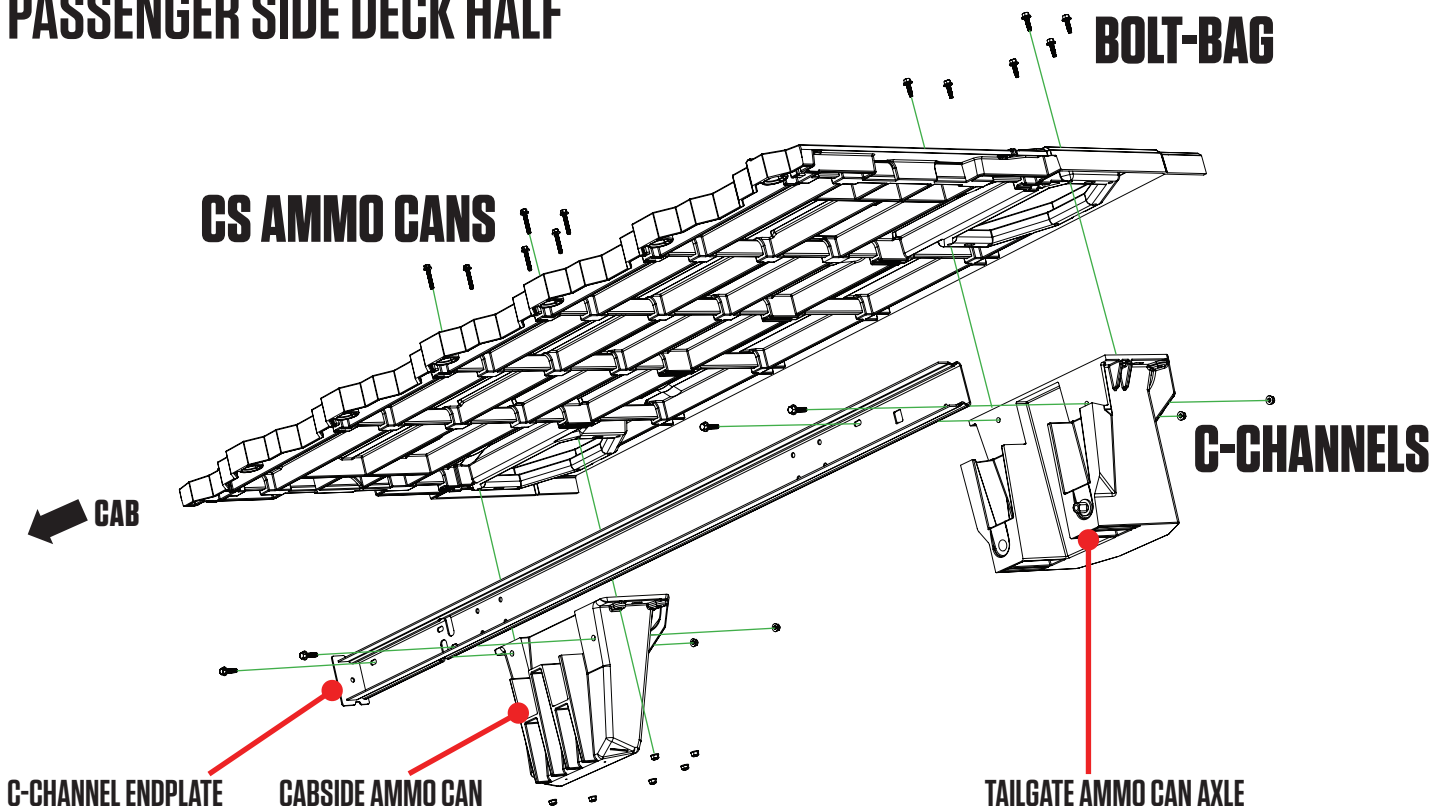 PASSENGER SIDE DECK HALF
BOLT-BAG
CS AMMO CANS
C-CHANNELS
CAB
C-CHANNEL ENDPLATE
CABSIDE AMMO CAN
TAILGATE AMMO CAN AXLE